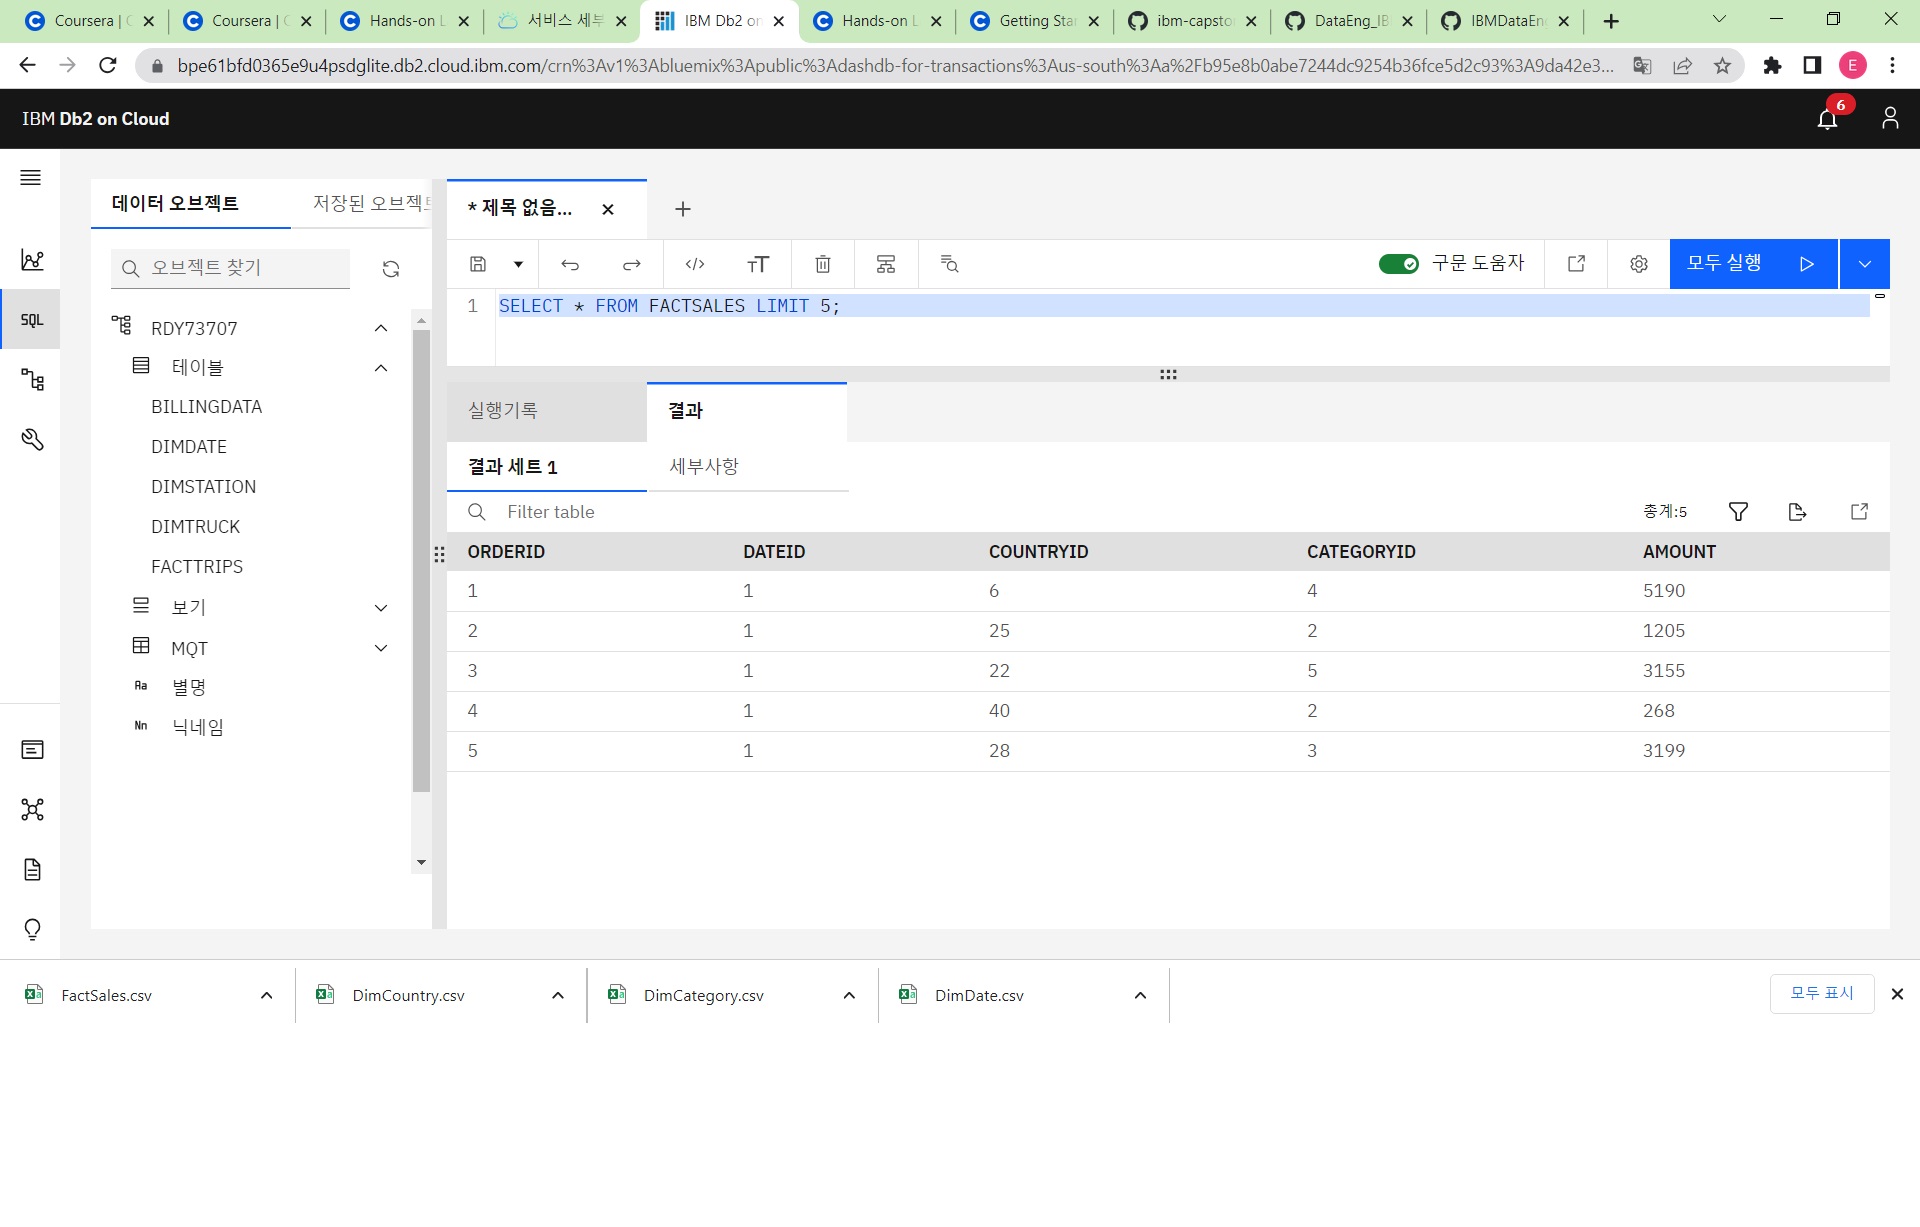 Coursera | C
Coursera | C
Hands-on L
서비스 세부
IBM Db2 on
Hands-on L
Getting Star
ibm-capston
DataEng_IB
IBMDataEn
bpe61bfd0365e9u4psdglite.db2.cloud.ibm.com/crn%3Av1%3Abluemix%3Apublic%3Adashdb-for-transactions%3Aus-south%3Aa%2Fb95e8b0abe7244dc9254b36fce5d2c93%3A9da42e3...
E
IBM Db2 on Cloud
6
데이터 오브젝트
저장된 오브젝트
* 제목 없음...
오브젝트 찾기
구문 도움자
모두 실행
SQL
1 SELECT * FROM FACTSALES LIMIT 5;
RDY73707
테이블
BILLINGDATA
DIMDATE
DIMSTATION
DIMTRUCK
FACTTRIPS
보기
MQT
Aa 별명
Nn 닉네임
실행기록
결과
결과 세트 1
세부사항
Filter table
총계:5
ORDERID DATEID COUNTRYID CATEGORYID AMOUNT
1 1 6 4 5190
2 1 25 2 1205
3 1 22 5 3155
4 1 40 2 268
5 1 28 3 3199
FactSales.csv
DimCountry.csv
DimCategory.csv
DimDate.csv
모두 표시